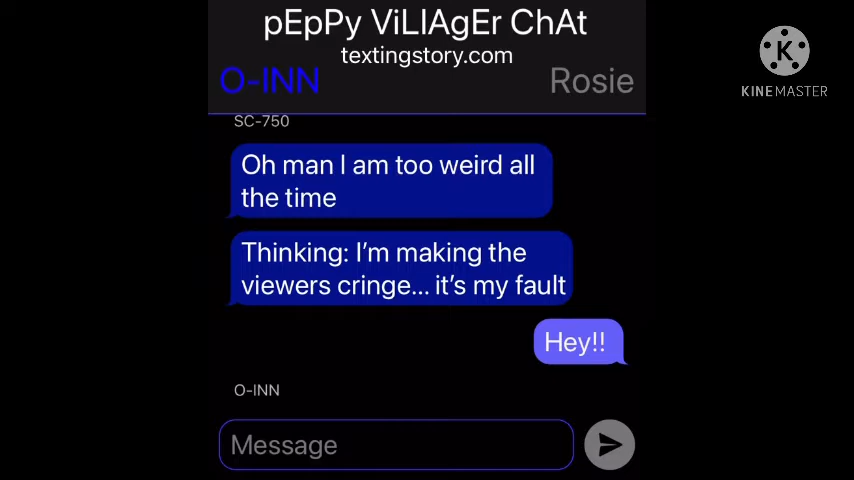 pEpPy ViLlAgEr ChAt
textingstory.com
O-INN
Rosie
SC-750
Oh man I am too weird all
the time
Thinking: I’m making the
viewers cringe... it’s my fault
Hey!!
O-INN
Message
K
KINEMASTER